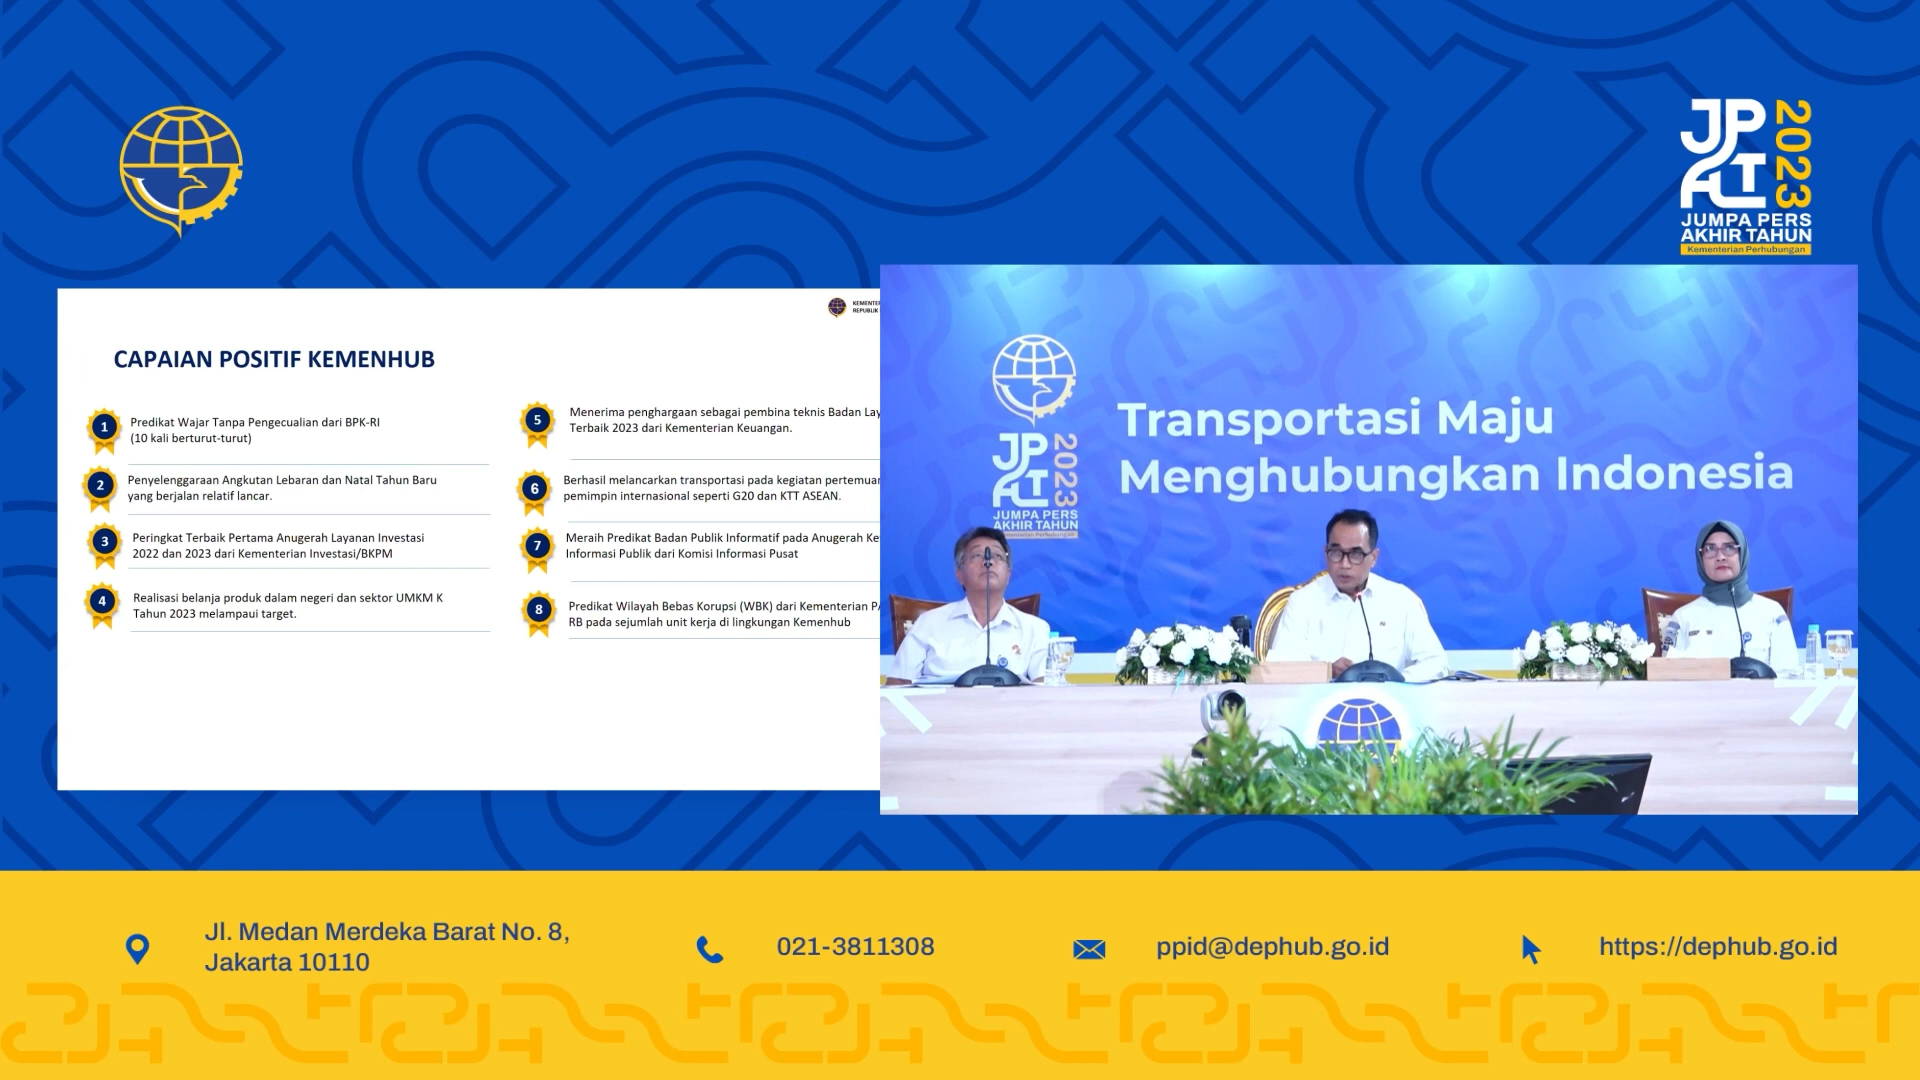 JPAT 2023
JUMPA PERS
AKHIR TAHUN
Kementerian Perhubungan
REPUBLIK
CAPAIAN POSITIF KEMENHUB
1
Predikat Wajar Tanpa Pengecualian dari BPK-RI
(10 kali berturut-turut)
2
Penyelenggaraan Angkutan Lebaran dan Natal Tahun Baru
yang berjalan relatif lancar.
3
Peringkat Terbaik Pertama Anugerah Layanan Investasi
2022 dan 2023 dari Kementerian Investasi/BKPM
4
Realisasi belanja produk dalam negeri dan sektor UMKM K
Tahun 2023 melampaui target.
5
Menerima penghargaan sebagai pembina teknis Badan Lay
Terbaik 2023 dari Kementerian Keuangan.
6
Berhasil melancarkan transportasi pada kegiatan pertemuan
pemimpin internasional seperti G20 dan KTT ASEAN.
7
Meraih Predikat Badan Publik Informatif pada Anugerah Ke
Informasi Publik dari Komisi Informasi Pusat
8
Predikat Wilayah Bebas Korupsi (WBK) dari Kementerian PA
RB pada sejumlah unit kerja di lingkungan Kemenhub
JPAT 2023
JUMPA PERS
AKHIR TAHUN
Transportasi Maju
Menghubungkan Indonesia
Jl. Medan Merdeka Barat No. 8,
Jakarta 10110
021-3811308
ppid@dephub.go.id
https://dephub.go.id